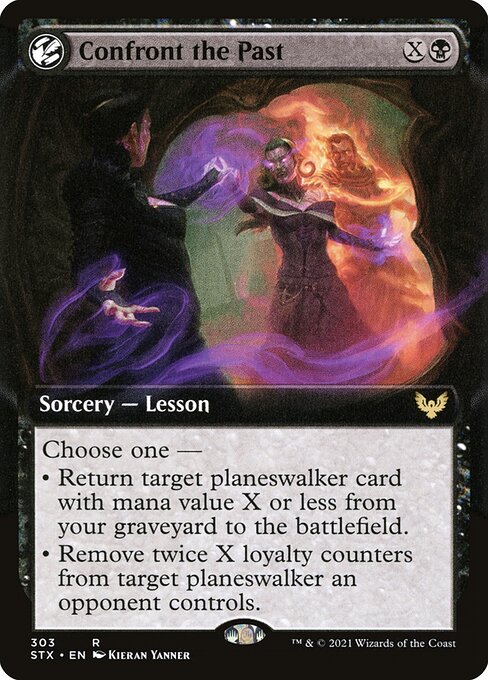 Confront the Past X
Sorcery — Lesson
Choose one —
• Return target planeswalker card
with mana value X or less from
your graveyard to the battlefield.
• Remove twice X loyalty counters
from target planeswalker an
opponent controls.
303 R
STX • EN Kieran Yanner
™ & © 2021 Wizards of the Coast